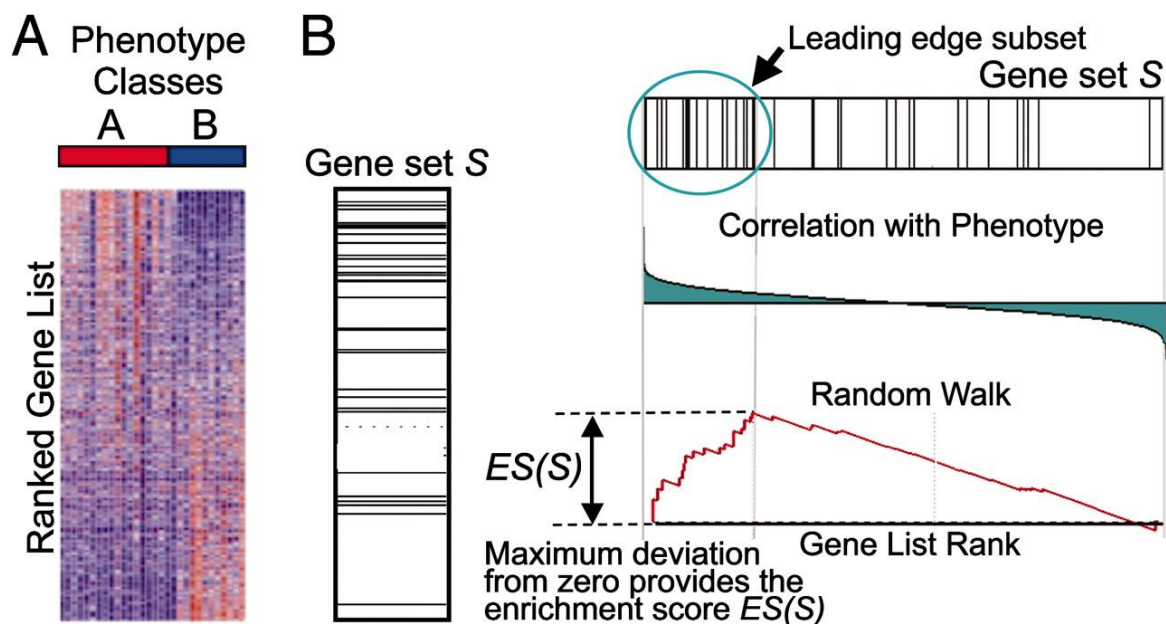 A
Phenotype
Classes
A B
Ranked Gene List
B
Gene set S
Leading edge subset
Gene set S
Correlation with Phenotype
Random Walk
ES(S)
Gene List Rank
Maximum deviation
from zero provides the
enrichment score ES(S)